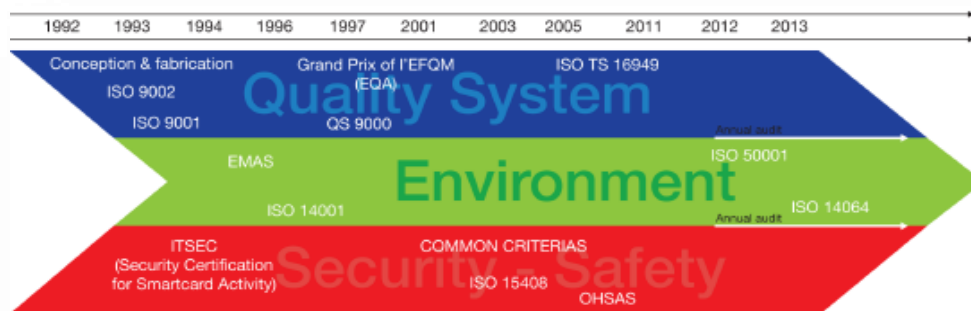 1992 1993 1994 1996 1997 2001 2003 2005 2011 2012 2013
Conception & fabrication Grand Prix of l'EFQM ISO TS 16949
(EQA)
ISO 9002
Quality System
ISO 9001 QS 9000
Annual audit
EMAS ISO 50001
Environment
ISO 14001 ISO 14064
Annual audit
ITSEC COMMON CRITERIAS
(Security Certification
for Smartcard Activity)
Security - Safety
ISO 15408
OHSAS